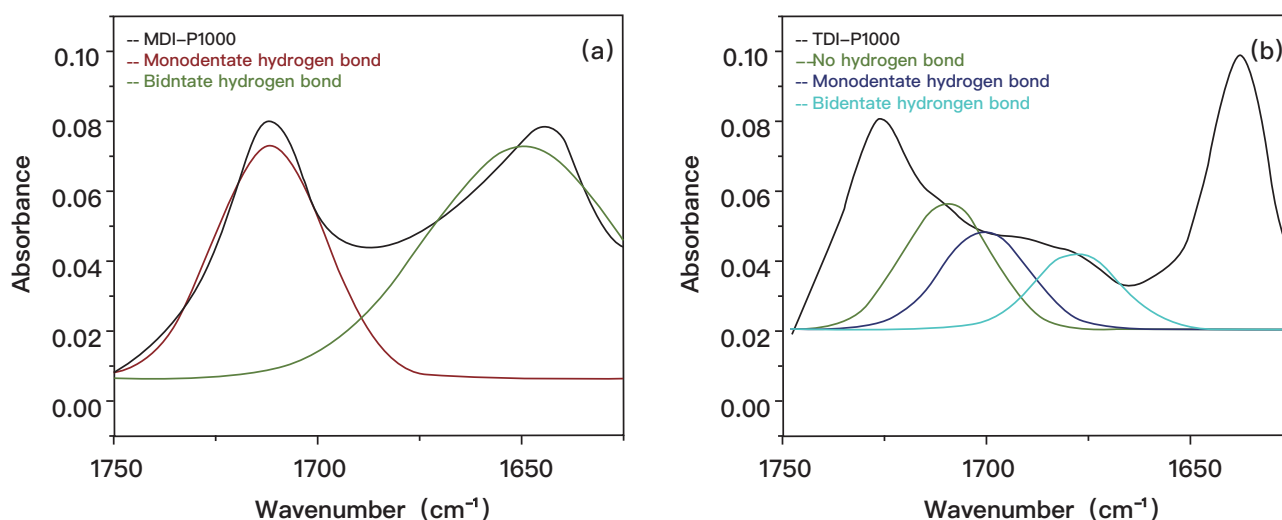 -- MDI–P1000
-- Monodentate hydrogen bond
-- Bidntate hydrogen bond
(a)
0.10
0.08
0.06
0.04
0.02
0.00
Absorbance
1750
1700
1650
Wavenumber (cm⁻¹)
-- TDI–P1000
-- No hydrogen bond
-- Monodentate hydrogen bond
-- Bidentate hydrongen bond
(b)
0.10
0.08
0.06
0.04
0.02
0.00
Absorbance
1750
1700
1650
Wavenumber (cm⁻¹)